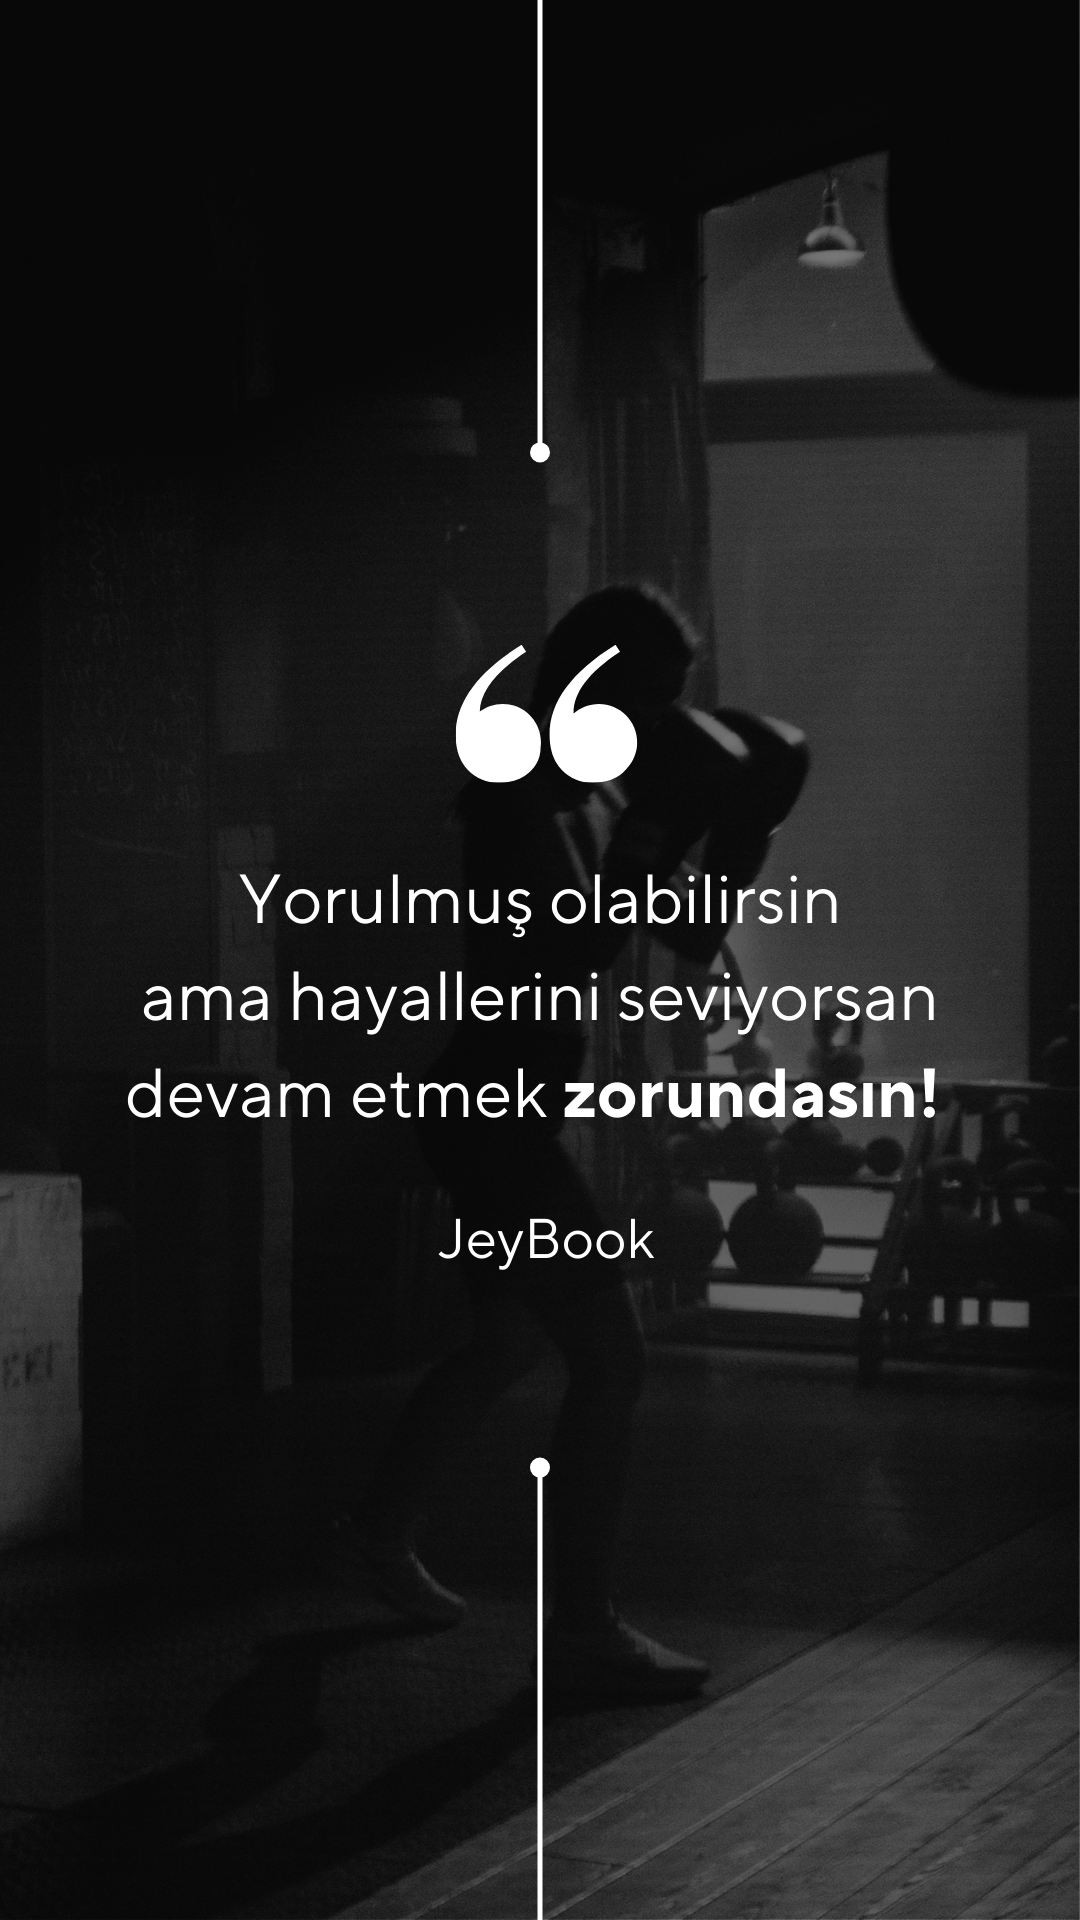 “
Yorulmuş olabilirsin
ama hayallerini seviyorsan
devam etmek zorundasın!
JeyBook